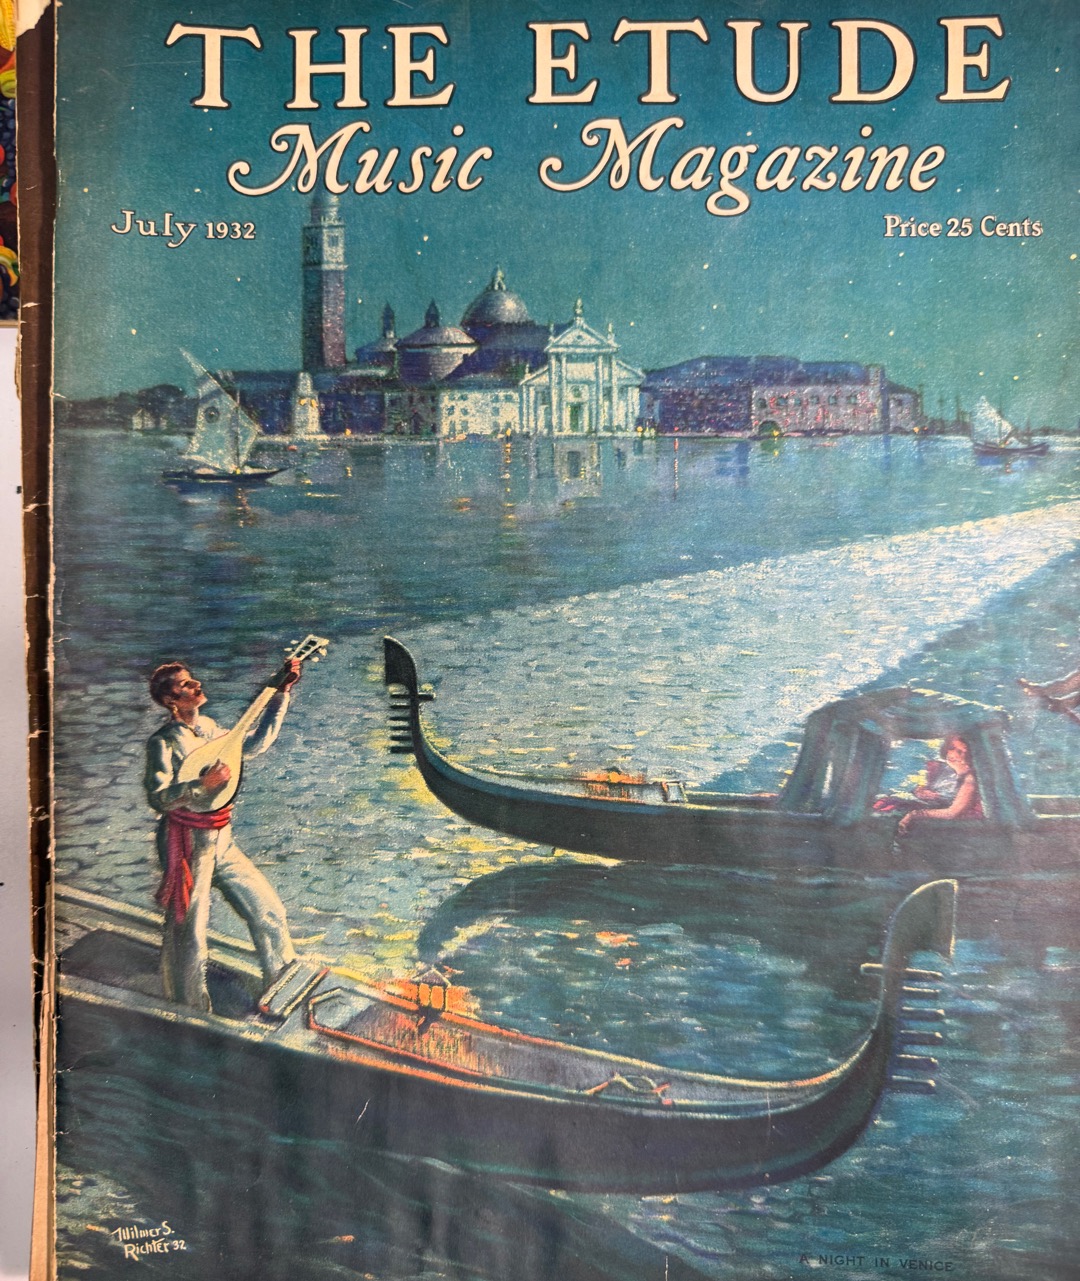 THE ETUDE
Music Magazine
July 1932
Price 25 Cents
Wilmer S.
Richter 32
A NIGHT IN VENICE